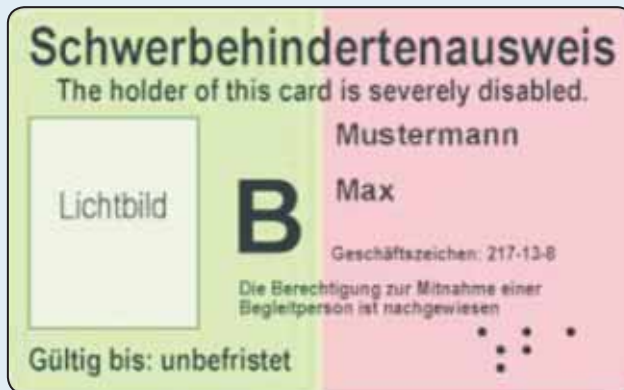 Schwerbehindertenausweis
The holder of this card is severely disabled.
Mustermann
Lichtbild
B
Max
Geschäftszeichen: 217-13-8
Die Berechtigung zur Mitnahme einer
Begleitperson ist nachgewiesen
Gültig bis: unbefristet